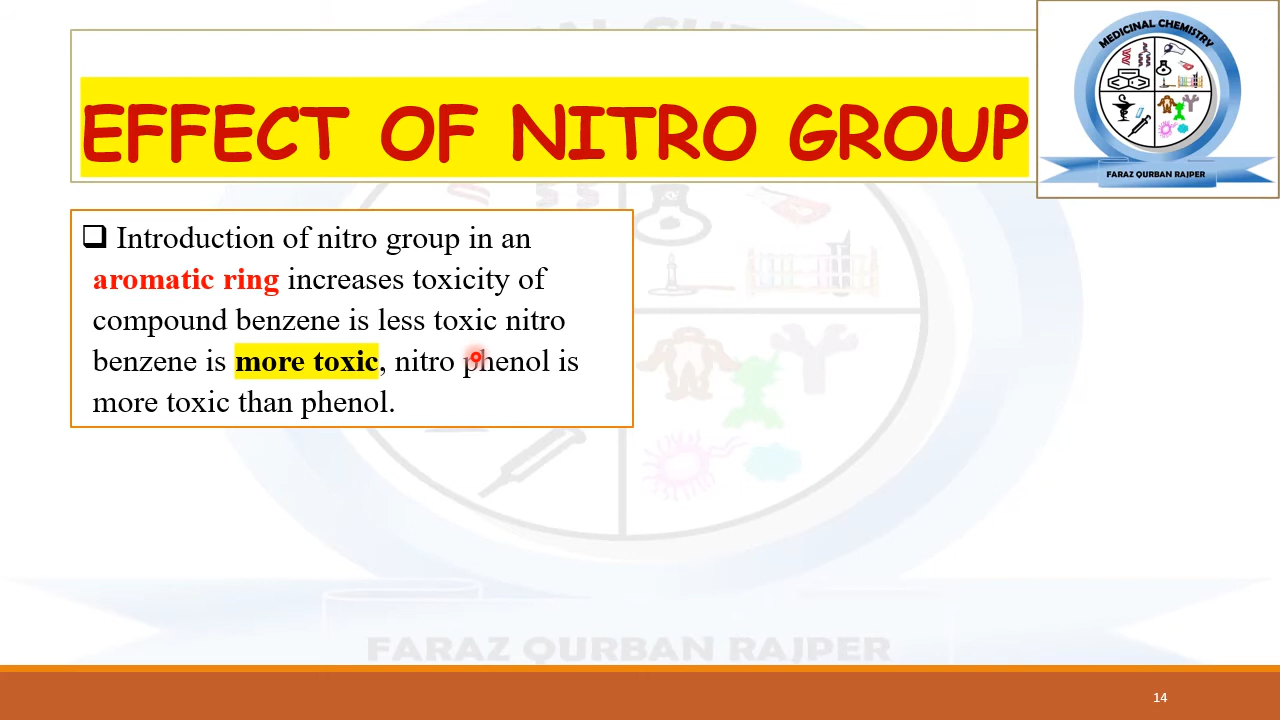 MEDICINAL CHEMISTRY
EFFECT OF NITRO GROUP
FARAZ QURBAN RAJPER
❑ Introduction of nitro group in an
aromatic ring increases toxicity of
compound benzene is less toxic nitro
benzene is more toxic, nitro phenol is
more toxic than phenol.
FARAZ QURBAN RAJPER
14